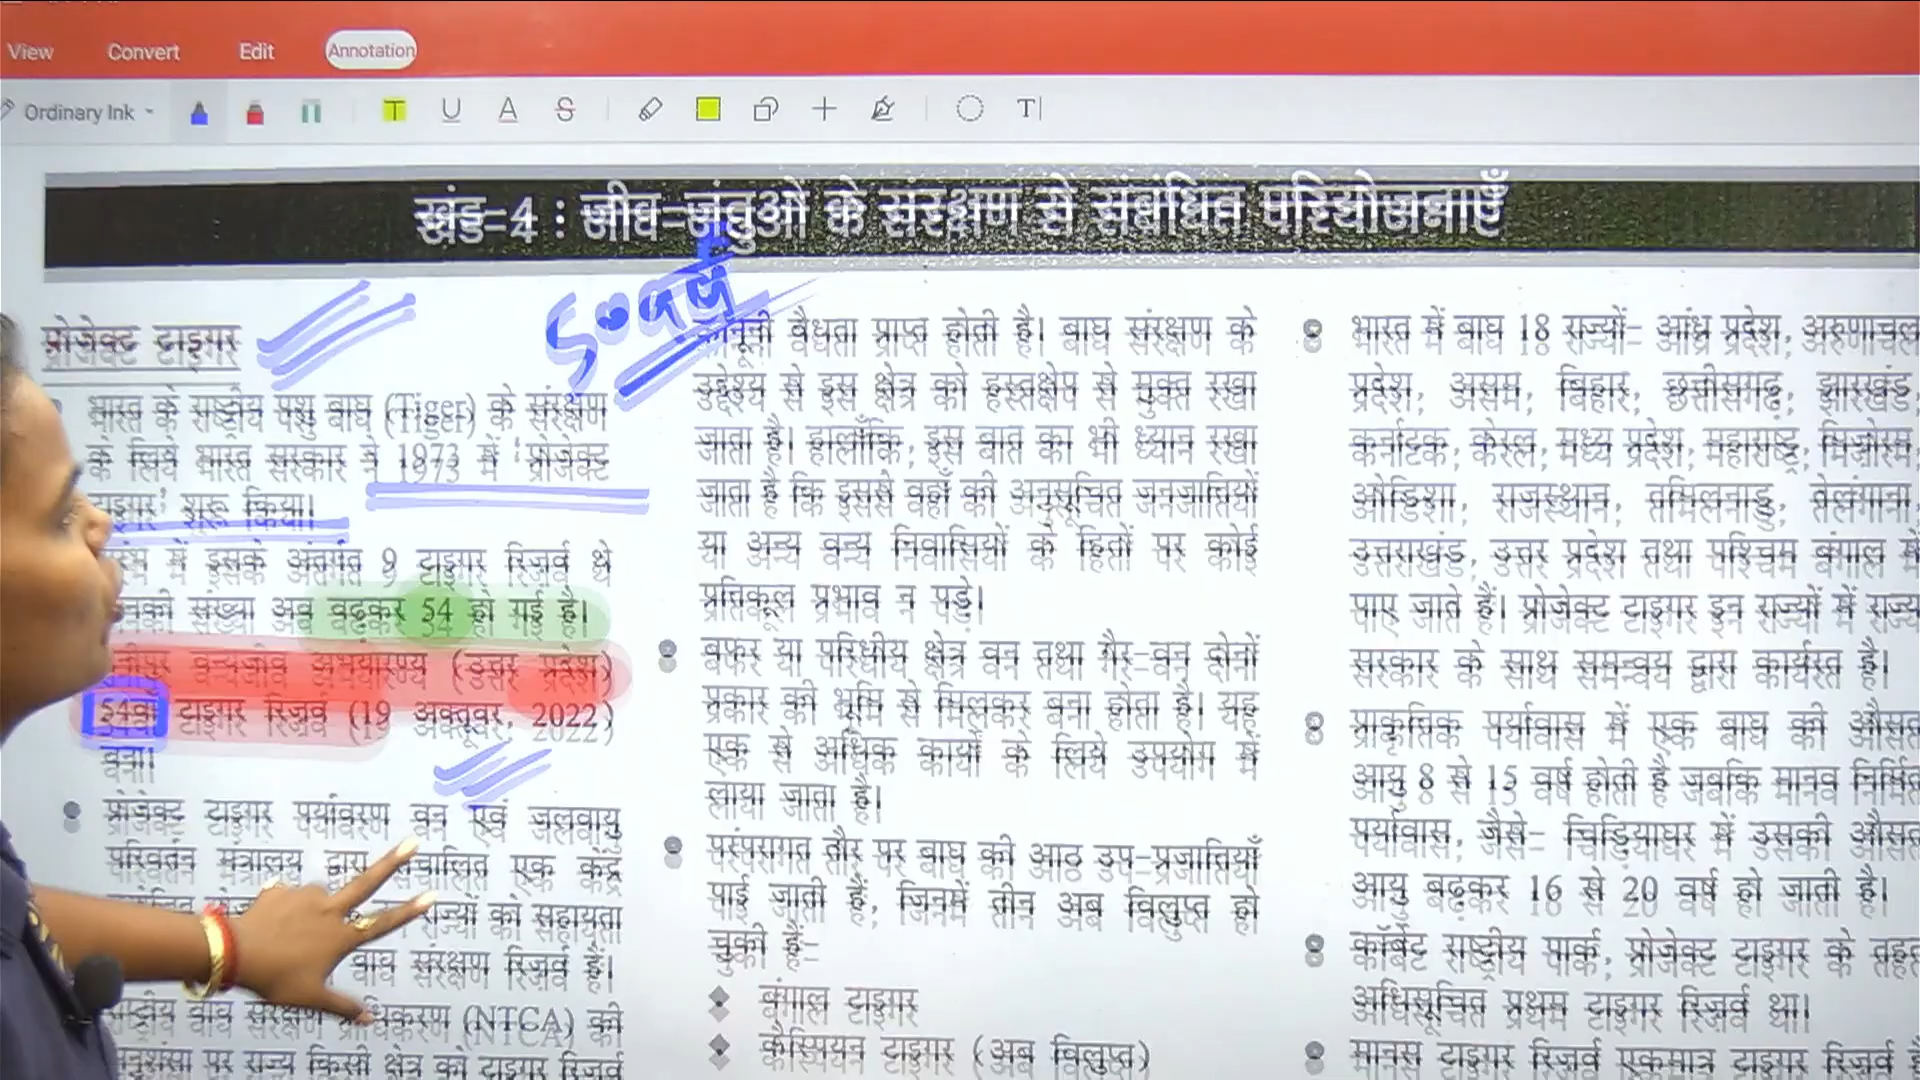 View Convert Edit Annotation
Ordinary Ink T U A S T
खंड-4 : जीव-जंतुओं के संरक्षण से संबंधित परियोजनाएँ
50 वर्ष
प्रोजेक्ट टाइगर
भारत के राष्ट्रीय पशु बाघ (Tiger) के संरक्षण
के लिये भारत सरकार ने 1973 में 'प्रोजेक्ट
टाइगर' शुरू किया।
में इसके अंतर्गत 9 टाइगर रिज़र्व थे
संख्या अब बढ़कर 54 हो गई है।
वन्यजीव अभयारण्य (उत्तर प्रदेश)
54वाँ टाइगर रिज़र्व (19 अक्तूबर, 2022)
बना।
प्रोजेक्ट टाइगर पर्यावरण वन एवं जलवायु
परिवर्तन मंत्रालय द्वारा संचालित एक केंद्र
राज्यों को सहायता
बाघ संरक्षण रिज़र्व हैं।
बाघ संरक्षण प्राधिकरण (NTCA) की
पर राज्य किसी क्षेत्र को टाइगर रिज़र्व
कानूनी वैधता प्राप्त होती है। बाघ संरक्षण के
उद्देश्य से इस क्षेत्र को हस्तक्षेप से मुक्त रखा
जाता है। हालाँकि, इस बात का भी ध्यान रखा
जाता है कि इससे वहाँ की अनुसूचित जनजातियों
या अन्य वन्य निवासियों के हितों पर कोई
प्रतिकूल प्रभाव न पड़े।
बफर या परिधीय क्षेत्र वन तथा गैर-वन दोनों
प्रकार की भूमि से मिलकर बना होता है। यह
एक से अधिक कार्यों के लिये उपयोग में
लाया जाता है।
परंपरागत तौर पर बाघ की आठ उप-प्रजातियाँ
पाई जाती हैं, जिनमें तीन अब विलुप्त हो
चुकी हैं-
बंगाल टाइगर
कैस्पियन टाइगर (अब विलुप्त)
भारत में बाघ 18 राज्यों- आंध्र प्रदेश, अरुणाचल
प्रदेश, असम, बिहार, छत्तीसगढ़, झारखंड,
कर्नाटक, केरल, मध्य प्रदेश, महाराष्ट्र, मिज़ोरम,
ओडिशा, राजस्थान, तमिलनाडु, तेलंगाना,
उत्तराखंड, उत्तर प्रदेश तथा पश्चिम बंगाल में
पाए जाते हैं। प्रोजेक्ट टाइगर इन राज्यों में राज्य
सरकार के साथ समन्वय द्वारा कार्यरत है।
प्राकृतिक पर्यावास में एक बाघ की औसत
आयु 8 से 15 वर्ष होती है जबकि मानव निर्मित
पर्यावास, जैसे- चिड़ियाघर में उसकी औसत
आयु बढ़कर 16 से 20 वर्ष हो जाती है।
कॉर्बेट राष्ट्रीय पार्क, प्रोजेक्ट टाइगर के तहत
अधिसूचित प्रथम टाइगर रिज़र्व था।
मानस टाइगर रिज़र्व एकमात्र टाइगर रिज़र्व